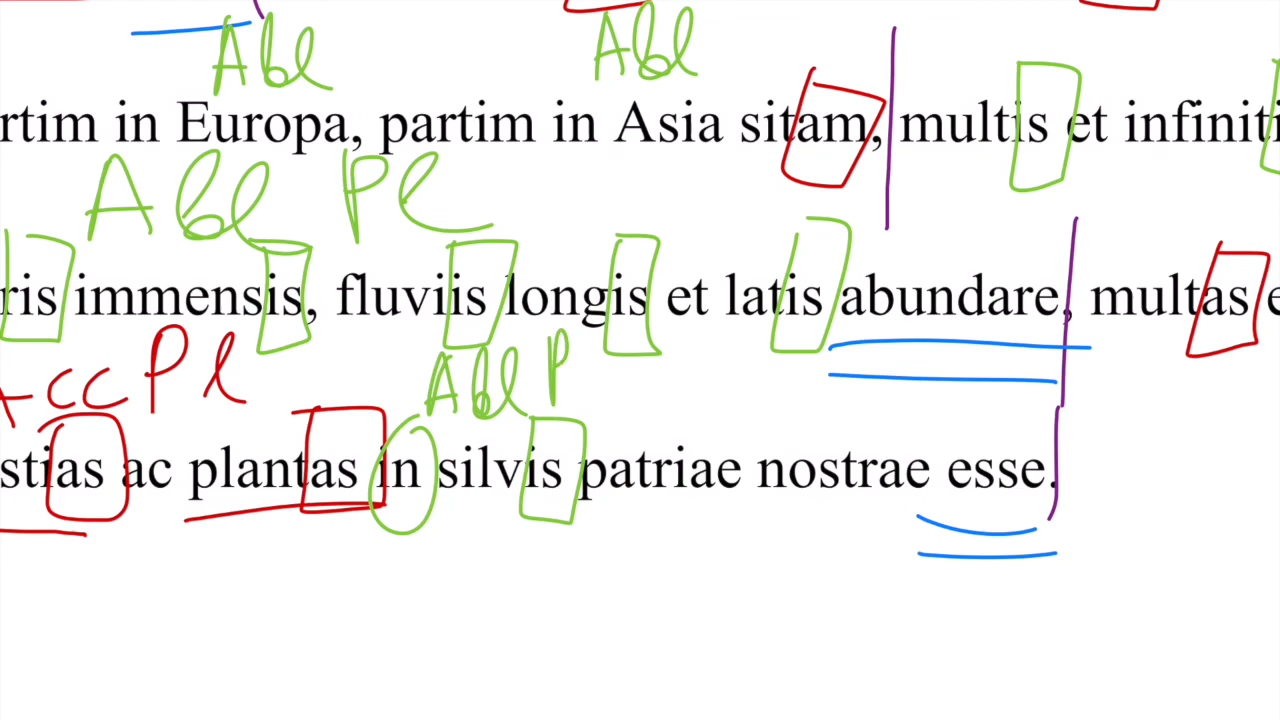 Abl Abl
rtim in Europa, partim in Asia sitam, multis et infiniti
Abl Pl
ris immensis, fluviis longis et latis abundare, multas e
Acc Pl Abl P
stias ac plantas in silvis patriae nostrae esse.